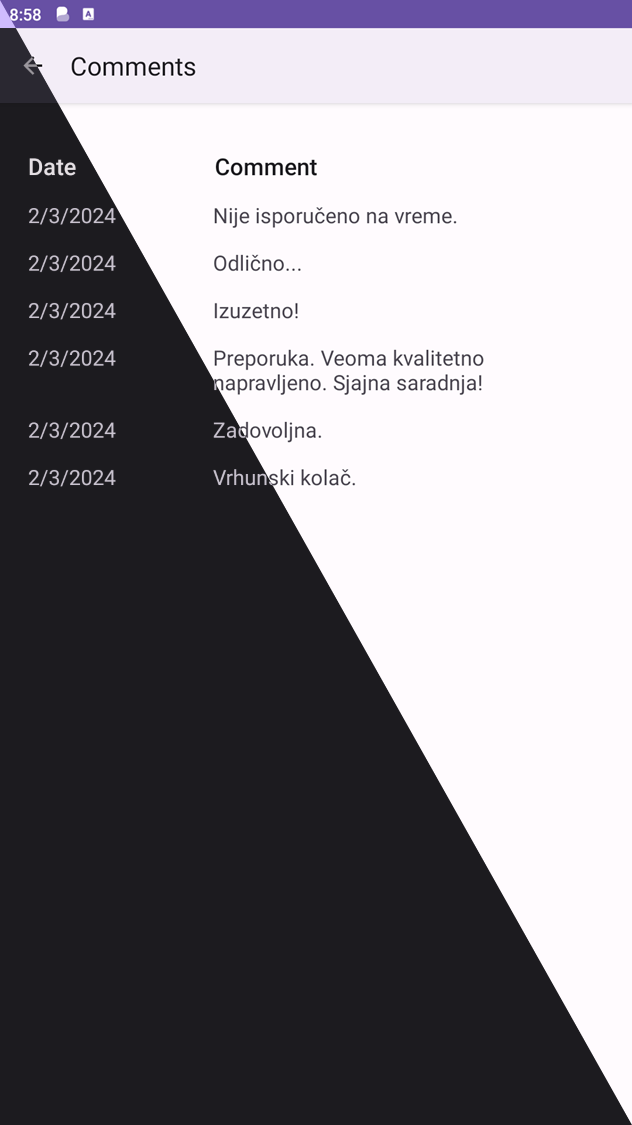 8:58
Comments
Date Comment
2/3/2024 Nije isporučeno na vreme.
2/3/2024 Odlično...
2/3/2024 Izuzetno!
2/3/2024 Preporuka. Veoma kvalitetno
napravljeno. Sjajna saradnja!
2/3/2024 Zadovoljna.
2/3/2024 Vrhunski kolač.